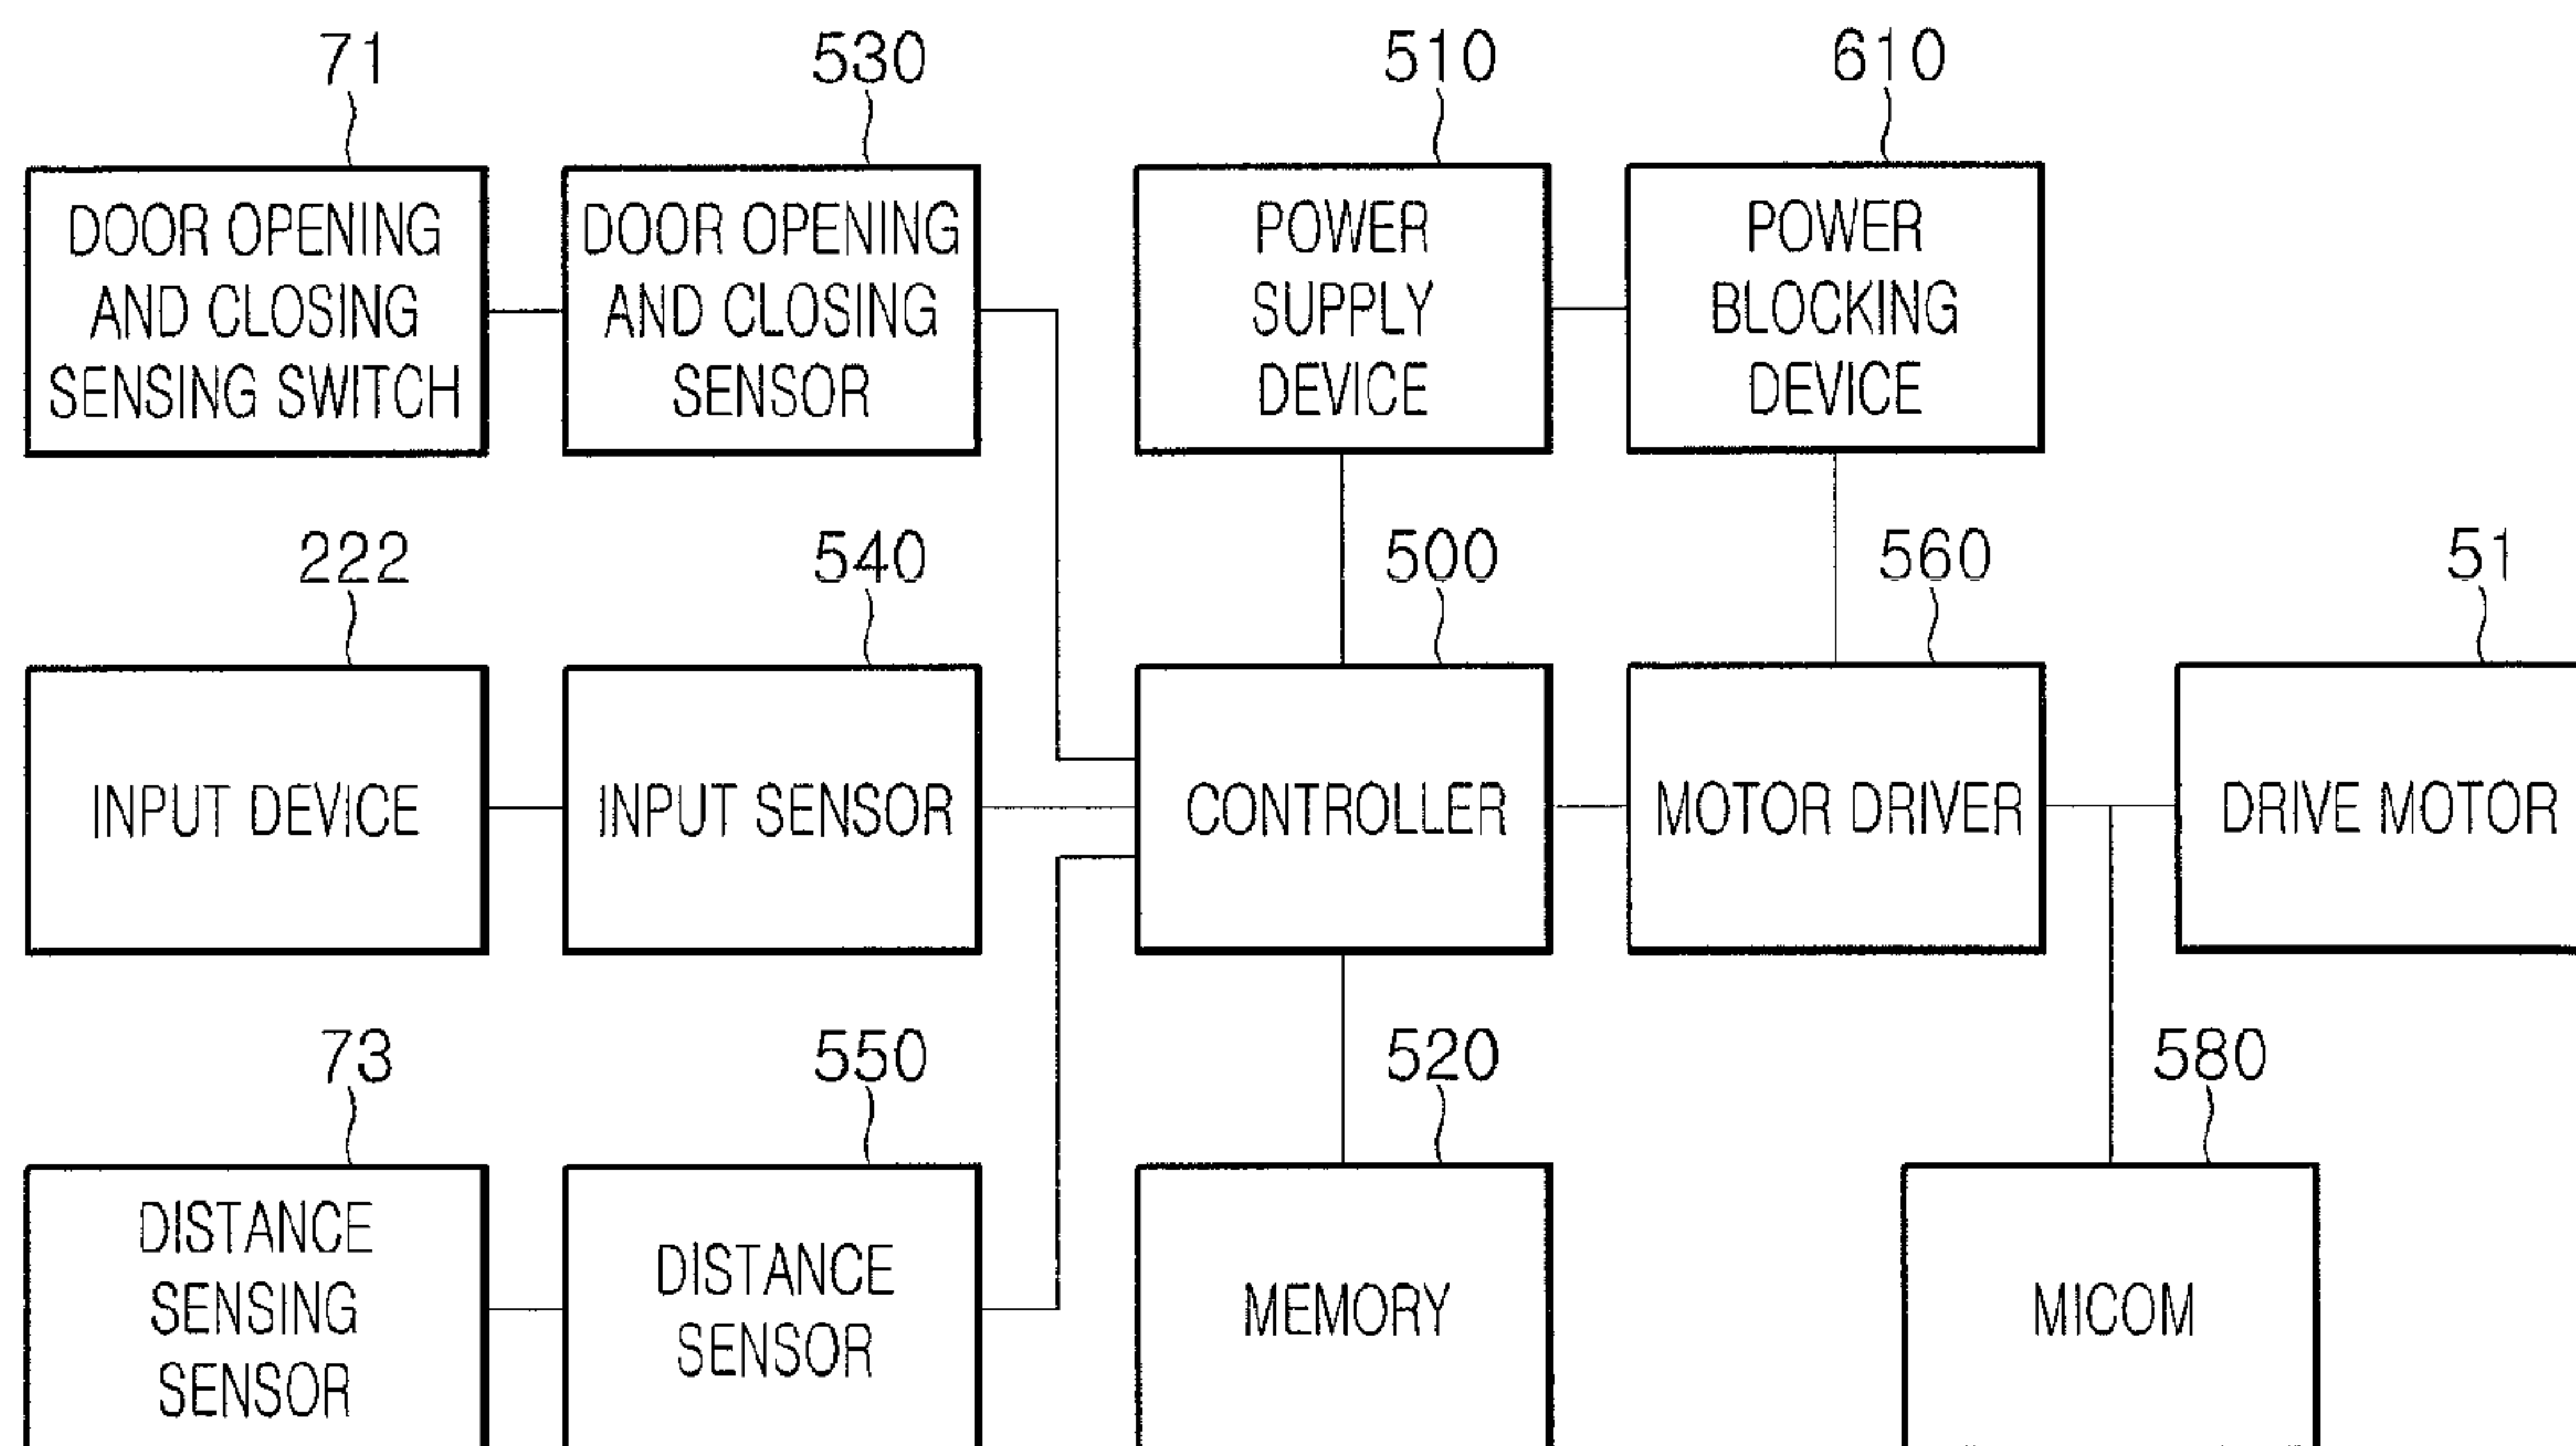 71
530
510
610
DOOR OPENING
AND CLOSING
SENSING SWITCH
DOOR OPENING
AND CLOSING
SENSOR
POWER
SUPPLY
DEVICE
POWER
BLOCKING
DEVICE
222
540
500
560
51
INPUT DEVICE
INPUT SENSOR
CONTROLLER
MOTOR DRIVER
DRIVE MOTOR
73
550
520
580
DISTANCE
SENSING
SENSOR
DISTANCE
SENSOR
MEMORY
MICOM